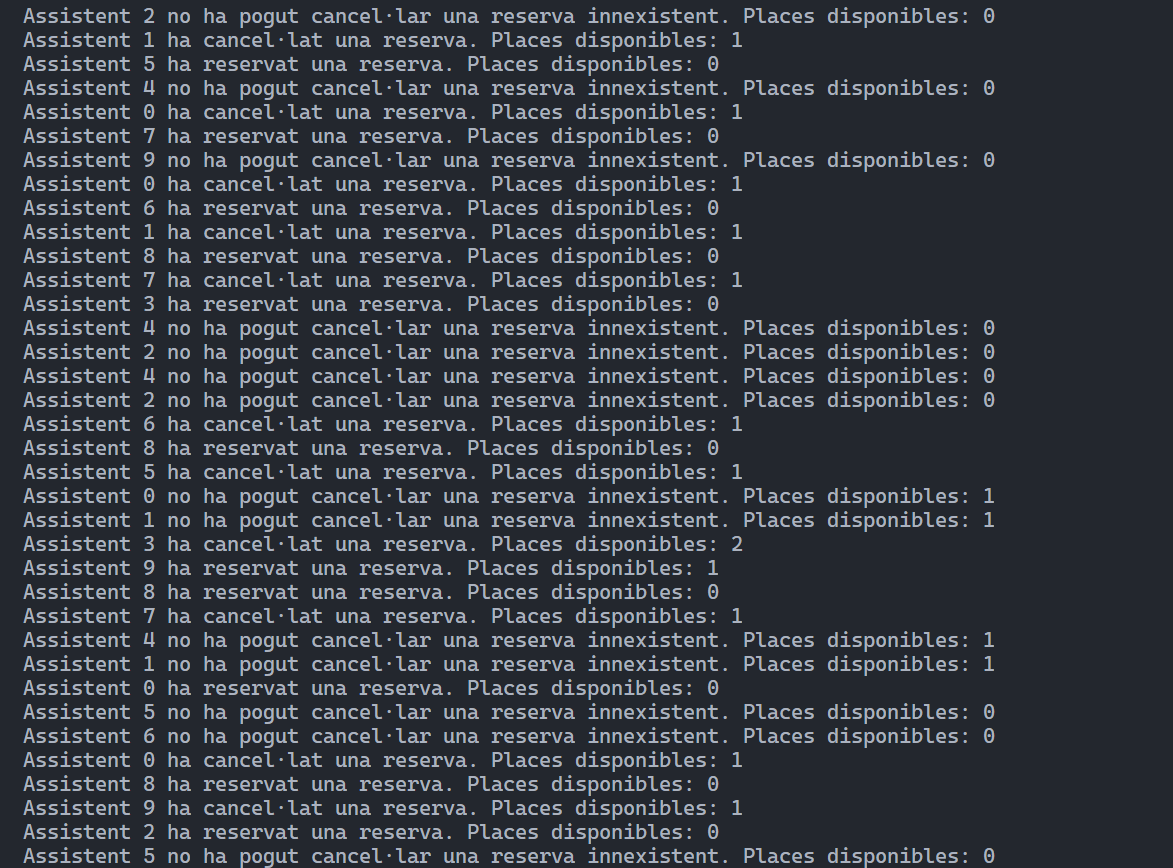 Assistent 2 no ha pogut cancel·lar una reserva innexistent. Places disponibles: 0
Assistent 1 ha cancel·lat una reserva. Places disponibles: 1
Assistent 5 ha reservat una reserva. Places disponibles: 0
Assistent 4 no ha pogut cancel·lar una reserva innexistent. Places disponibles: 0
Assistent 0 ha cancel·lat una reserva. Places disponibles: 1
Assistent 7 ha reservat una reserva. Places disponibles: 0
Assistent 9 no ha pogut cancel·lar una reserva innexistent. Places disponibles: 0
Assistent 0 ha cancel·lat una reserva. Places disponibles: 1
Assistent 6 ha reservat una reserva. Places disponibles: 0
Assistent 1 ha cancel·lat una reserva. Places disponibles: 1
Assistent 8 ha reservat una reserva. Places disponibles: 0
Assistent 7 ha cancel·lat una reserva. Places disponibles: 1
Assistent 3 ha reservat una reserva. Places disponibles: 0
Assistent 4 no ha pogut cancel·lar una reserva innexistent. Places disponibles: 0
Assistent 2 no ha pogut cancel·lar una reserva innexistent. Places disponibles: 0
Assistent 4 no ha pogut cancel·lar una reserva innexistent. Places disponibles: 0
Assistent 2 no ha pogut cancel·lar una reserva innexistent. Places disponibles: 0
Assistent 6 ha cancel·lat una reserva. Places disponibles: 1
Assistent 8 ha reservat una reserva. Places disponibles: 0
Assistent 5 ha cancel·lat una reserva. Places disponibles: 1
Assistent 0 no ha pogut cancel·lar una reserva innexistent. Places disponibles: 1
Assistent 1 no ha pogut cancel·lar una reserva innexistent. Places disponibles: 1
Assistent 3 ha cancel·lat una reserva. Places disponibles: 2
Assistent 9 ha reservat una reserva. Places disponibles: 1
Assistent 8 ha reservat una reserva. Places disponibles: 0
Assistent 7 ha cancel·lat una reserva. Places disponibles: 1
Assistent 4 no ha pogut cancel·lar una reserva innexistent. Places disponibles: 1
Assistent 1 no ha pogut cancel·lar una reserva innexistent. Places disponibles: 1
Assistent 0 ha reservat una reserva. Places disponibles: 0
Assistent 5 no ha pogut cancel·lar una reserva innexistent. Places disponibles: 0
Assistent 6 no ha pogut cancel·lar una reserva innexistent. Places disponibles: 0
Assistent 0 ha cancel·lat una reserva. Places disponibles: 1
Assistent 8 ha reservat una reserva. Places disponibles: 0
Assistent 9 ha cancel·lat una reserva. Places disponibles: 1
Assistent 2 ha reservat una reserva. Places disponibles: 0
Assistent 5 no ha pogut cancel·lar una reserva innexistent. Places disponibles: 0